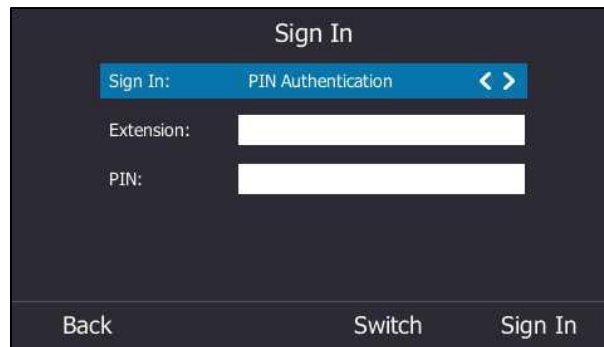 Sign In
Sign In: PIN Authentication
Extension:
PIN:
Back Switch Sign In